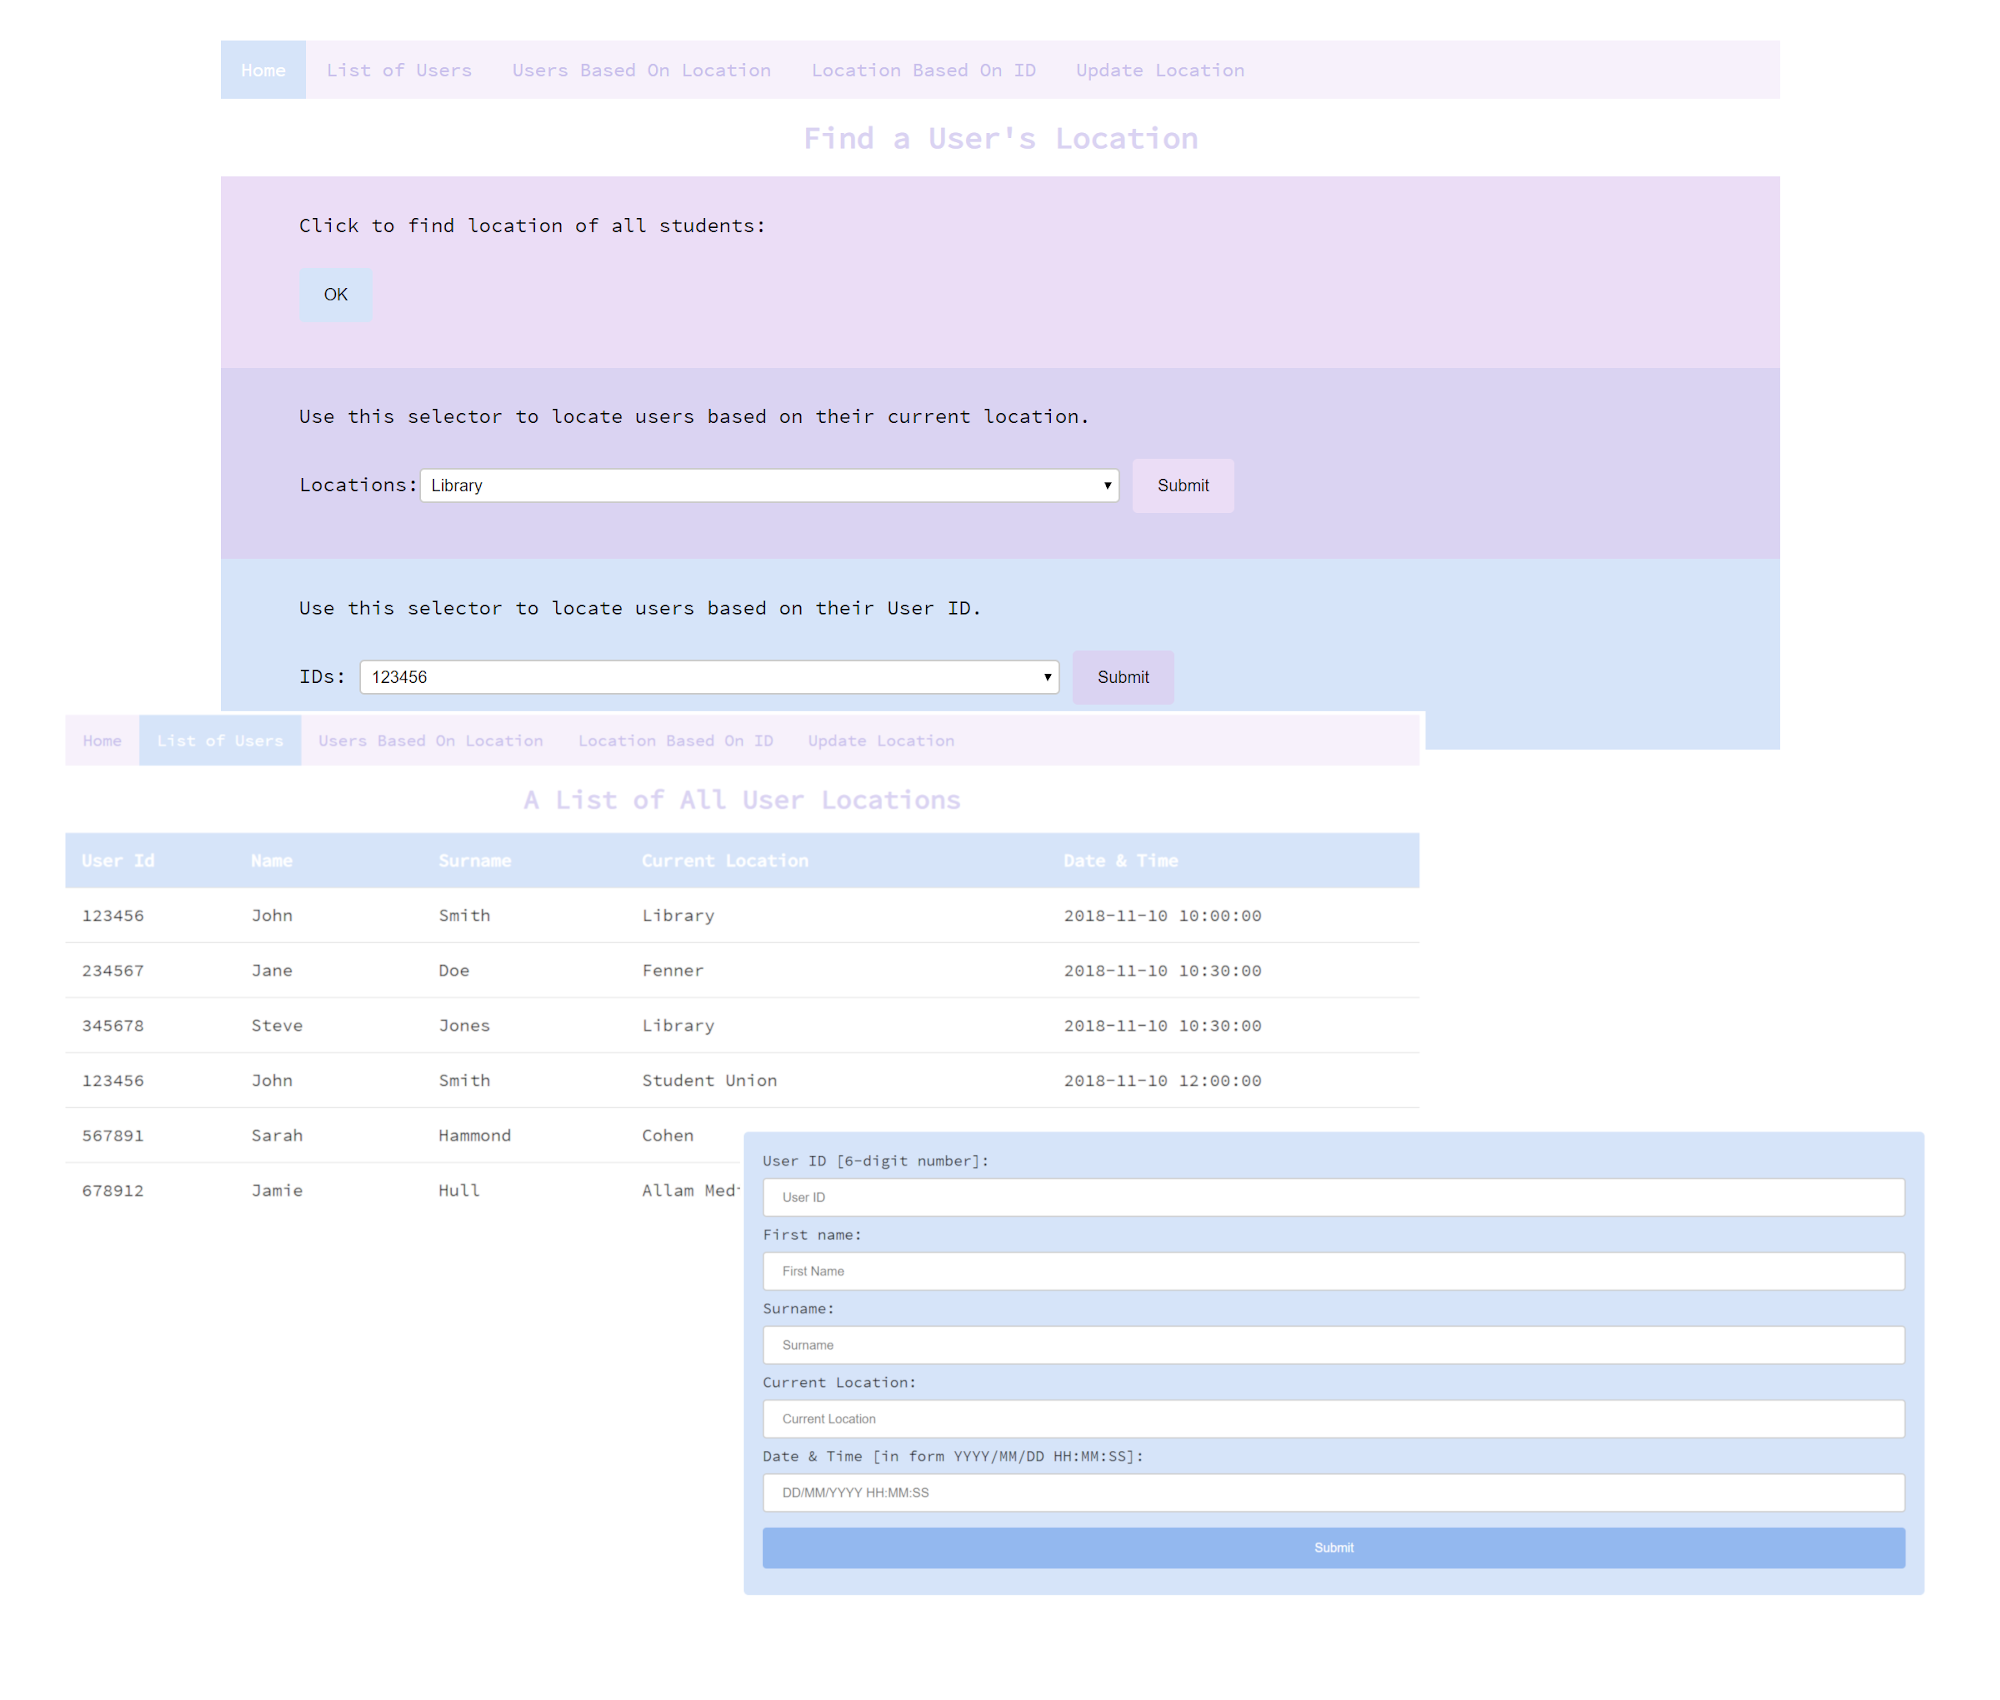 Home List of Users Users Based On Location Location Based On ID Update Location
Find a User's Location
Click to find location of all students:
OK
Use this selector to locate users based on their current location.
Locations: Library Submit
Use this selector to locate users based on their User ID.
IDs: 123456 Submit
Home List of Users Users Based On Location Location Based On ID Update Location
A List of All User Locations
User Id Name Surname Current Location Date & Time
123456 John Smith Library 2018-11-10 10:00:00
234567 Jane Doe Fenner 2018-11-10 10:30:00
345678 Steve Jones Library 2018-11-10 10:30:00
123456 John Smith Student Union 2018-11-10 12:00:00
567891 Sarah Hammond Cohen
678912 Jamie Hull Allam
User ID [6-digit number]:
User ID
First name:
First Name
Surname:
Surname
Current Location:
Current Location
Date & Time [in form YYYY/MM/DD HH:MM:SS]:
DD/MM/YYYY HH:MM:SS
Submit